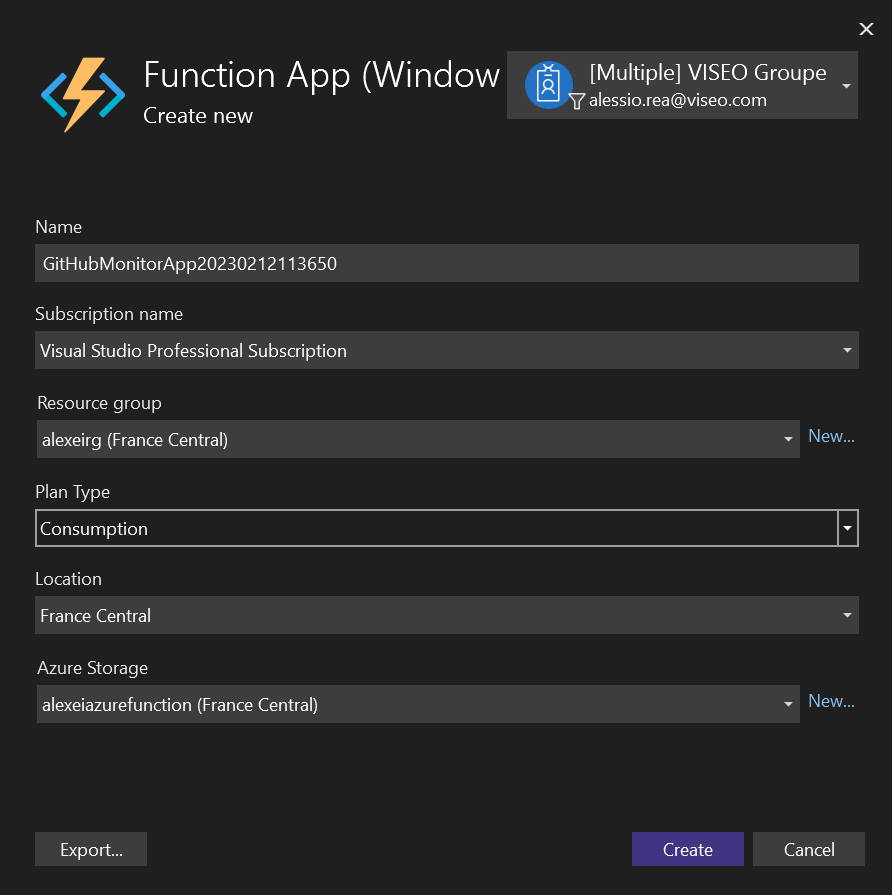 Function App (Window
Create new
[Multiple] VISEO Groupe
alessio.rea@viseo.com
Name
GitHubMonitorApp20230212113650
Subscription name
Visual Studio Professional Subscription
Resource group
alexeirg (France Central)
New...
Plan Type
Consumption
Location
France Central
Azure Storage
alexeiazurefunction (France Central)
New...
Export...
Create
Cancel